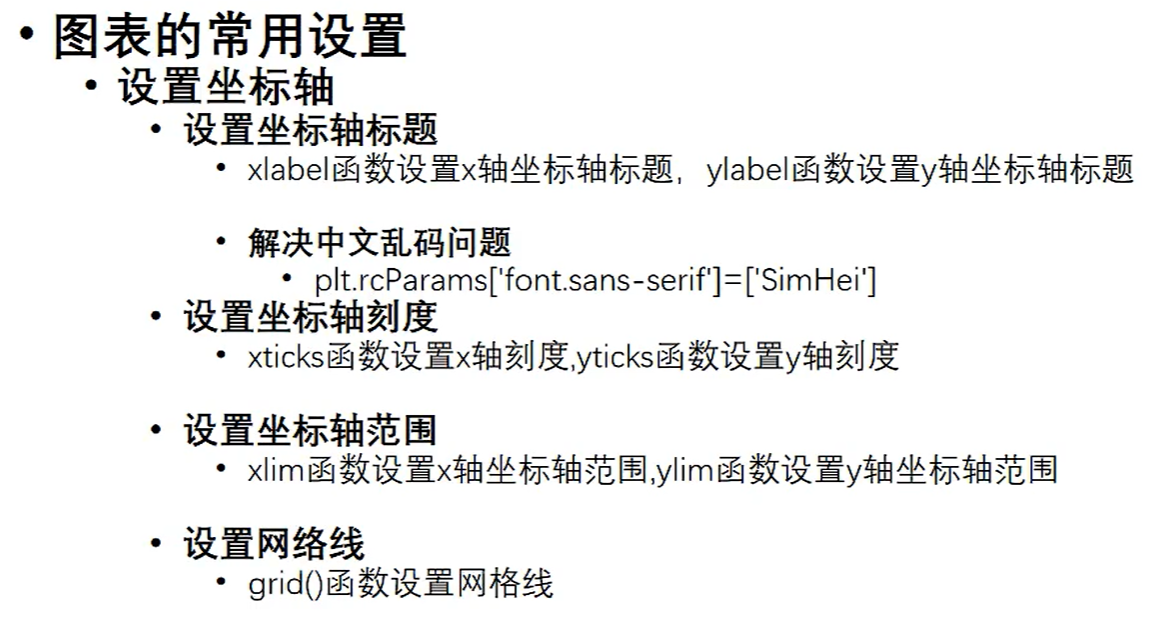 • 图表的常用设置
• 设置坐标轴
• 设置坐标轴标题
• xlabel函数设置x轴坐标轴标题，ylabel函数设置y轴坐标轴标题
• 解决中文乱码问题
• plt.rcParams['font.sans-serif']=['SimHei']
• 设置坐标轴刻度
• xticks函数设置x轴刻度,yticks函数设置y轴刻度
• 设置坐标轴范围
• xlim函数设置x轴坐标轴范围,ylim函数设置y轴坐标轴范围
• 设置网络线
• grid()函数设置网格线